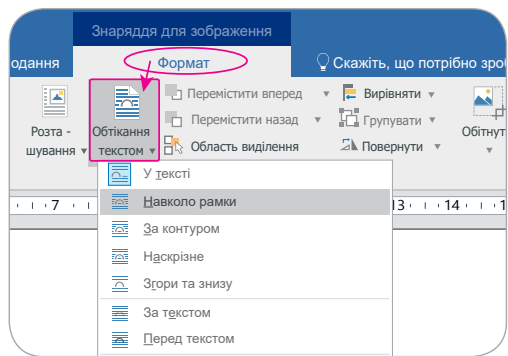 Знаряддя для зображення
одання Формат Скажіть, що потрібно зроб
Розта -
шування
Обтікання
текстом
Перемістити вперед
Перемістити назад
Область виділення
Вирівняти
Групувати
Повернути
Обітнут
У тексті
Навколо рамки
За контуром
Наскрізне
Згори та знизу
За текстом
Перед текстом
7 13 14 1